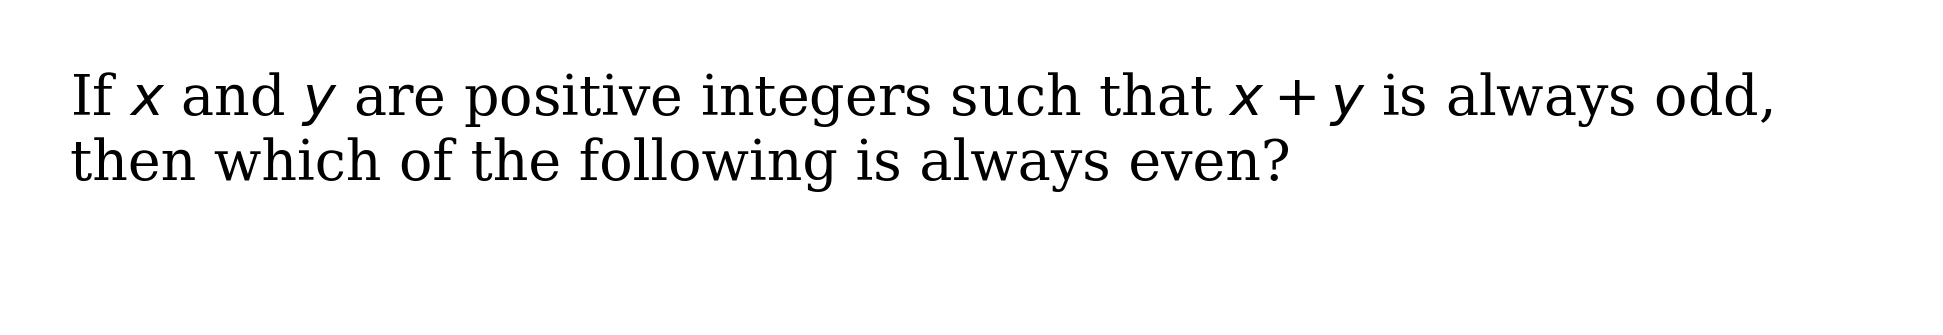 If x and y are positive integers such that x + y is always odd,
then which of the following is always even?